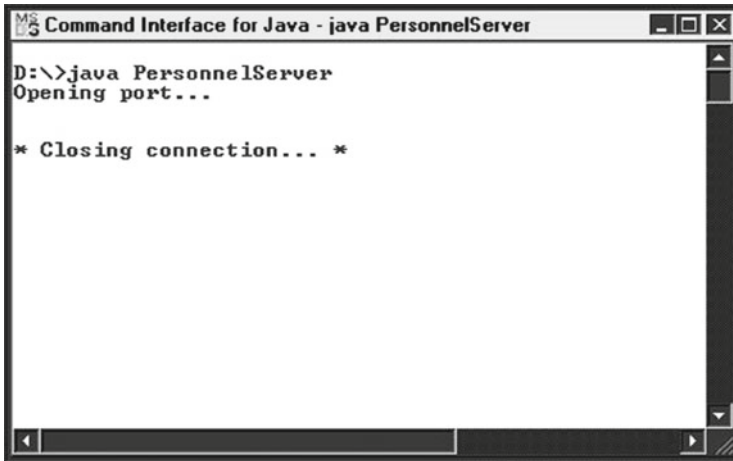 Command Interface for Java - java PersonnelServer
D:\>java PersonnelServer
Opening port...
* Closing connection... *